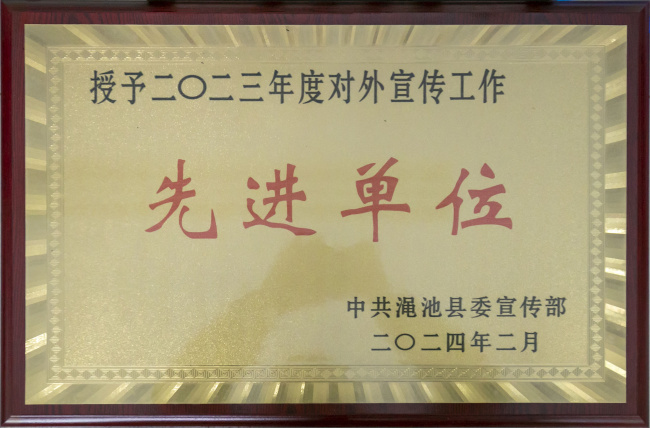 授予二〇二三年度对外宣传工作
先进单位
中共渑池县委宣传部
二〇二四年二月